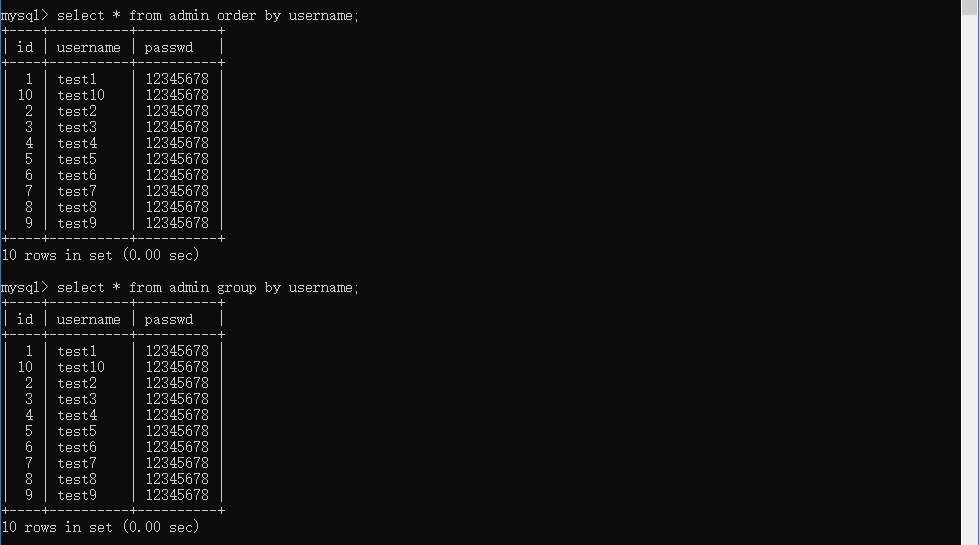 mysql> select * from admin order by username;
+----+----------+----------+
| id | username | passwd   |
+----+----------+----------+
|  1 | test1    | 12345678 |
| 10 | test10   | 12345678 |
|  2 | test2    | 12345678 |
|  3 | test3    | 12345678 |
|  4 | test4    | 12345678 |
|  5 | test5    | 12345678 |
|  6 | test6    | 12345678 |
|  7 | test7    | 12345678 |
|  8 | test8    | 12345678 |
|  9 | test9    | 12345678 |
+----+----------+----------+
10 rows in set (0.00 sec)

mysql> select * from admin group by username;
+----+----------+----------+
| id | username | passwd   |
+----+----------+----------+
|  1 | test1    | 12345678 |
| 10 | test10   | 12345678 |
|  2 | test2    | 12345678 |
|  3 | test3    | 12345678 |
|  4 | test4    | 12345678 |
|  5 | test5    | 12345678 |
|  6 | test6    | 12345678 |
|  7 | test7    | 12345678 |
|  8 | test8    | 12345678 |
|  9 | test9    | 12345678 |
+----+----------+----------+
10 rows in set (0.00 sec)